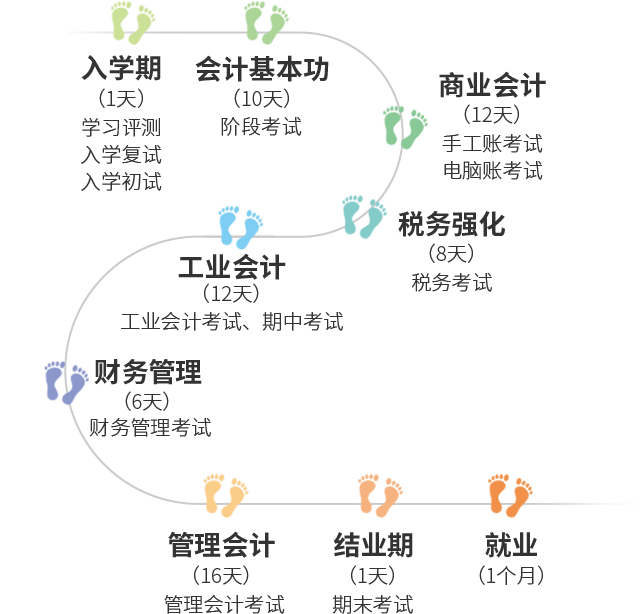 入学期
（1天）
学习评测
入学复试
入学初试
会计基本功
（10天）
阶段考试
商业会计
（12天）
手工账考试
电脑账考试
税务强化
（8天）
税务考试
工业会计
（12天）
工业会计考试、期中考试
财务管理
（6天）
财务管理考试
管理会计
（16天）
管理会计考试
结业期
（1天）
期末考试
就业
（1个月）